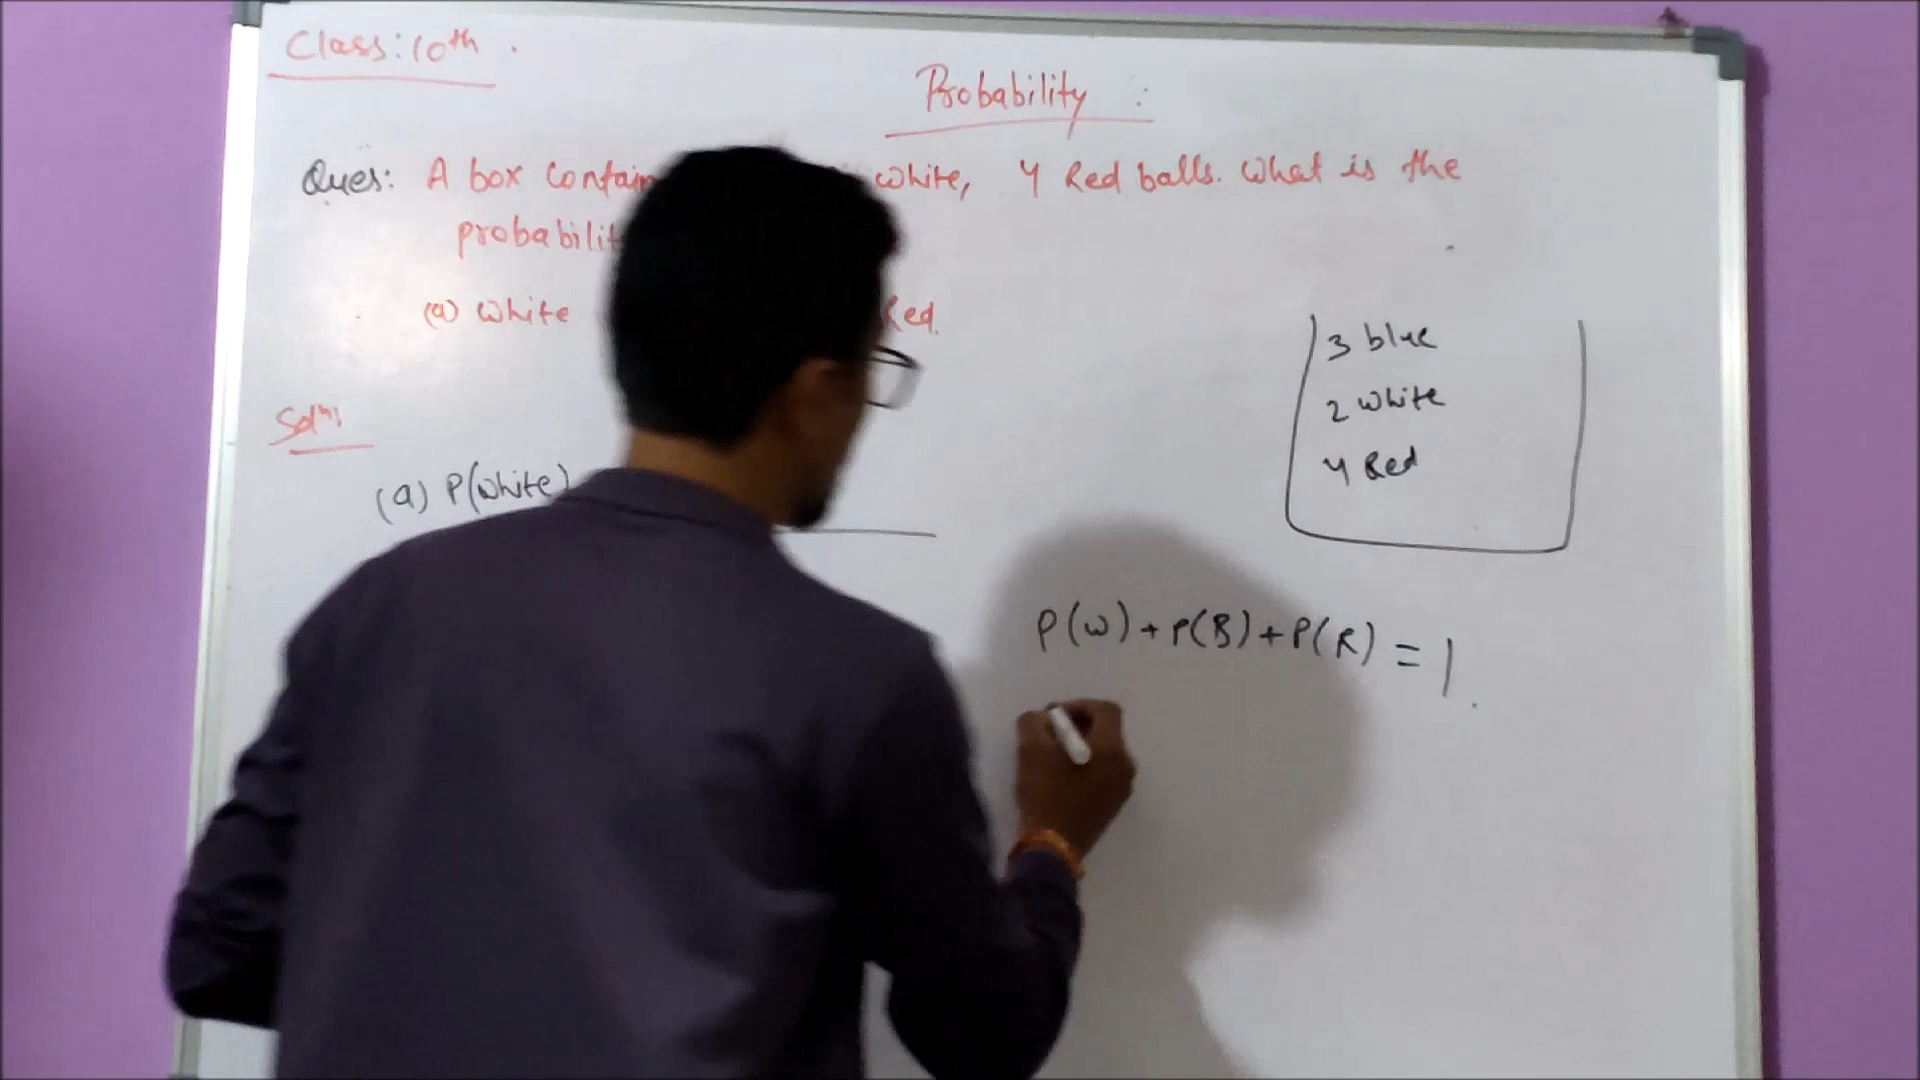 Class: 10th.
Probability :
Ques: A box contain white, 4 Red balls. What is the
probabilit
(a) White Red.
3 blue
2 white
4 Red
Soln
(a) P(white)
P(W) + P(B) + P(R) = 1.